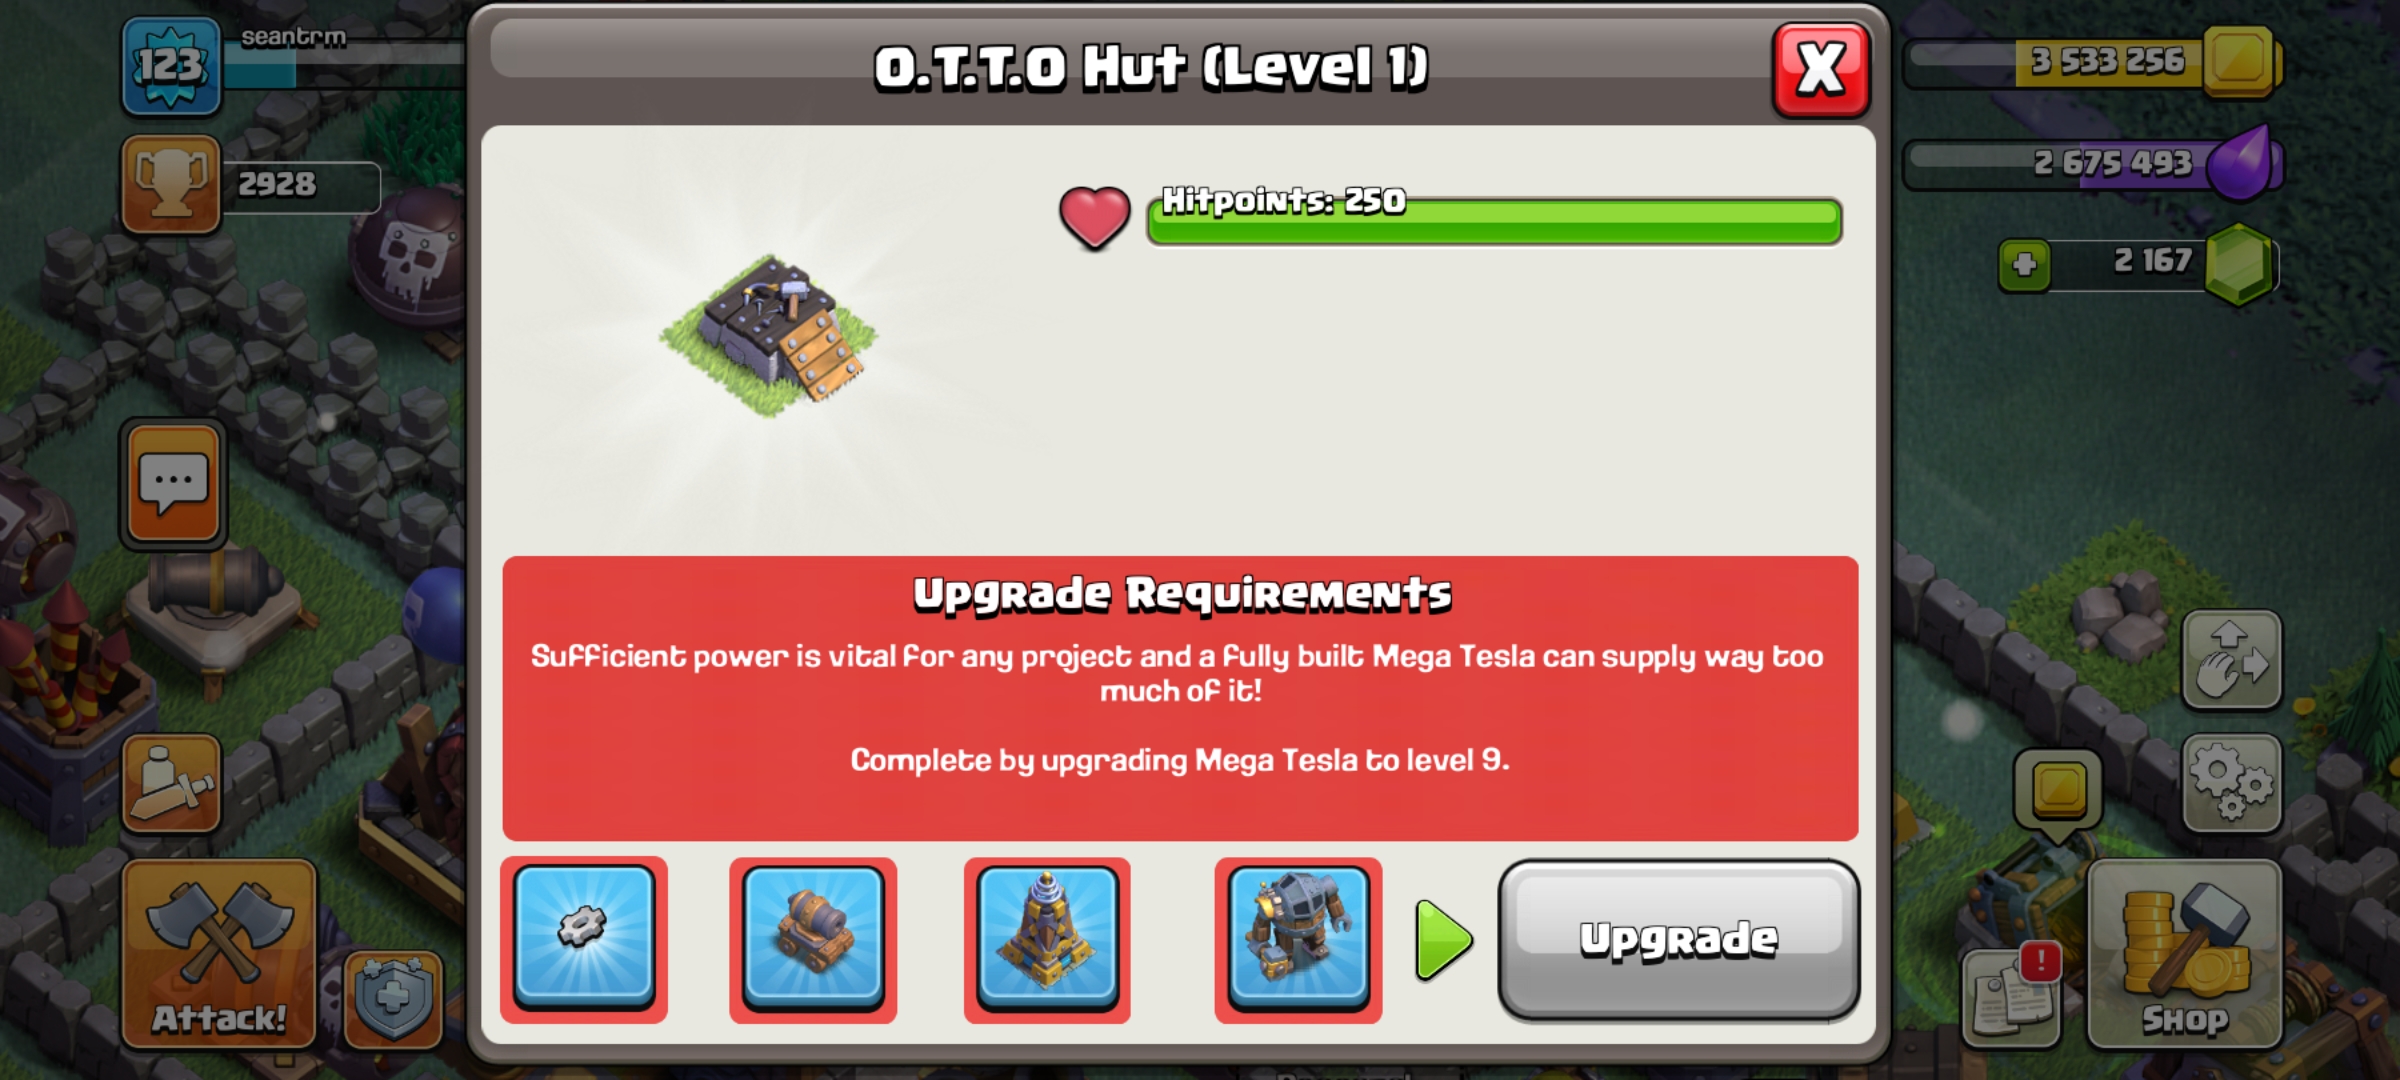 O.T.T.O Hut (Level 1)
X
123
seantrm
2928
3 533 256
2 675 493
2 167
Hitpoints: 250
Upgrade Requirements
Sufficient power is vital for any project and a fully built Mega Tesla can supply way too
much of it!
Complete by upgrading Mega Tesla to level 9.
Upgrade
Attack!
!
Shop